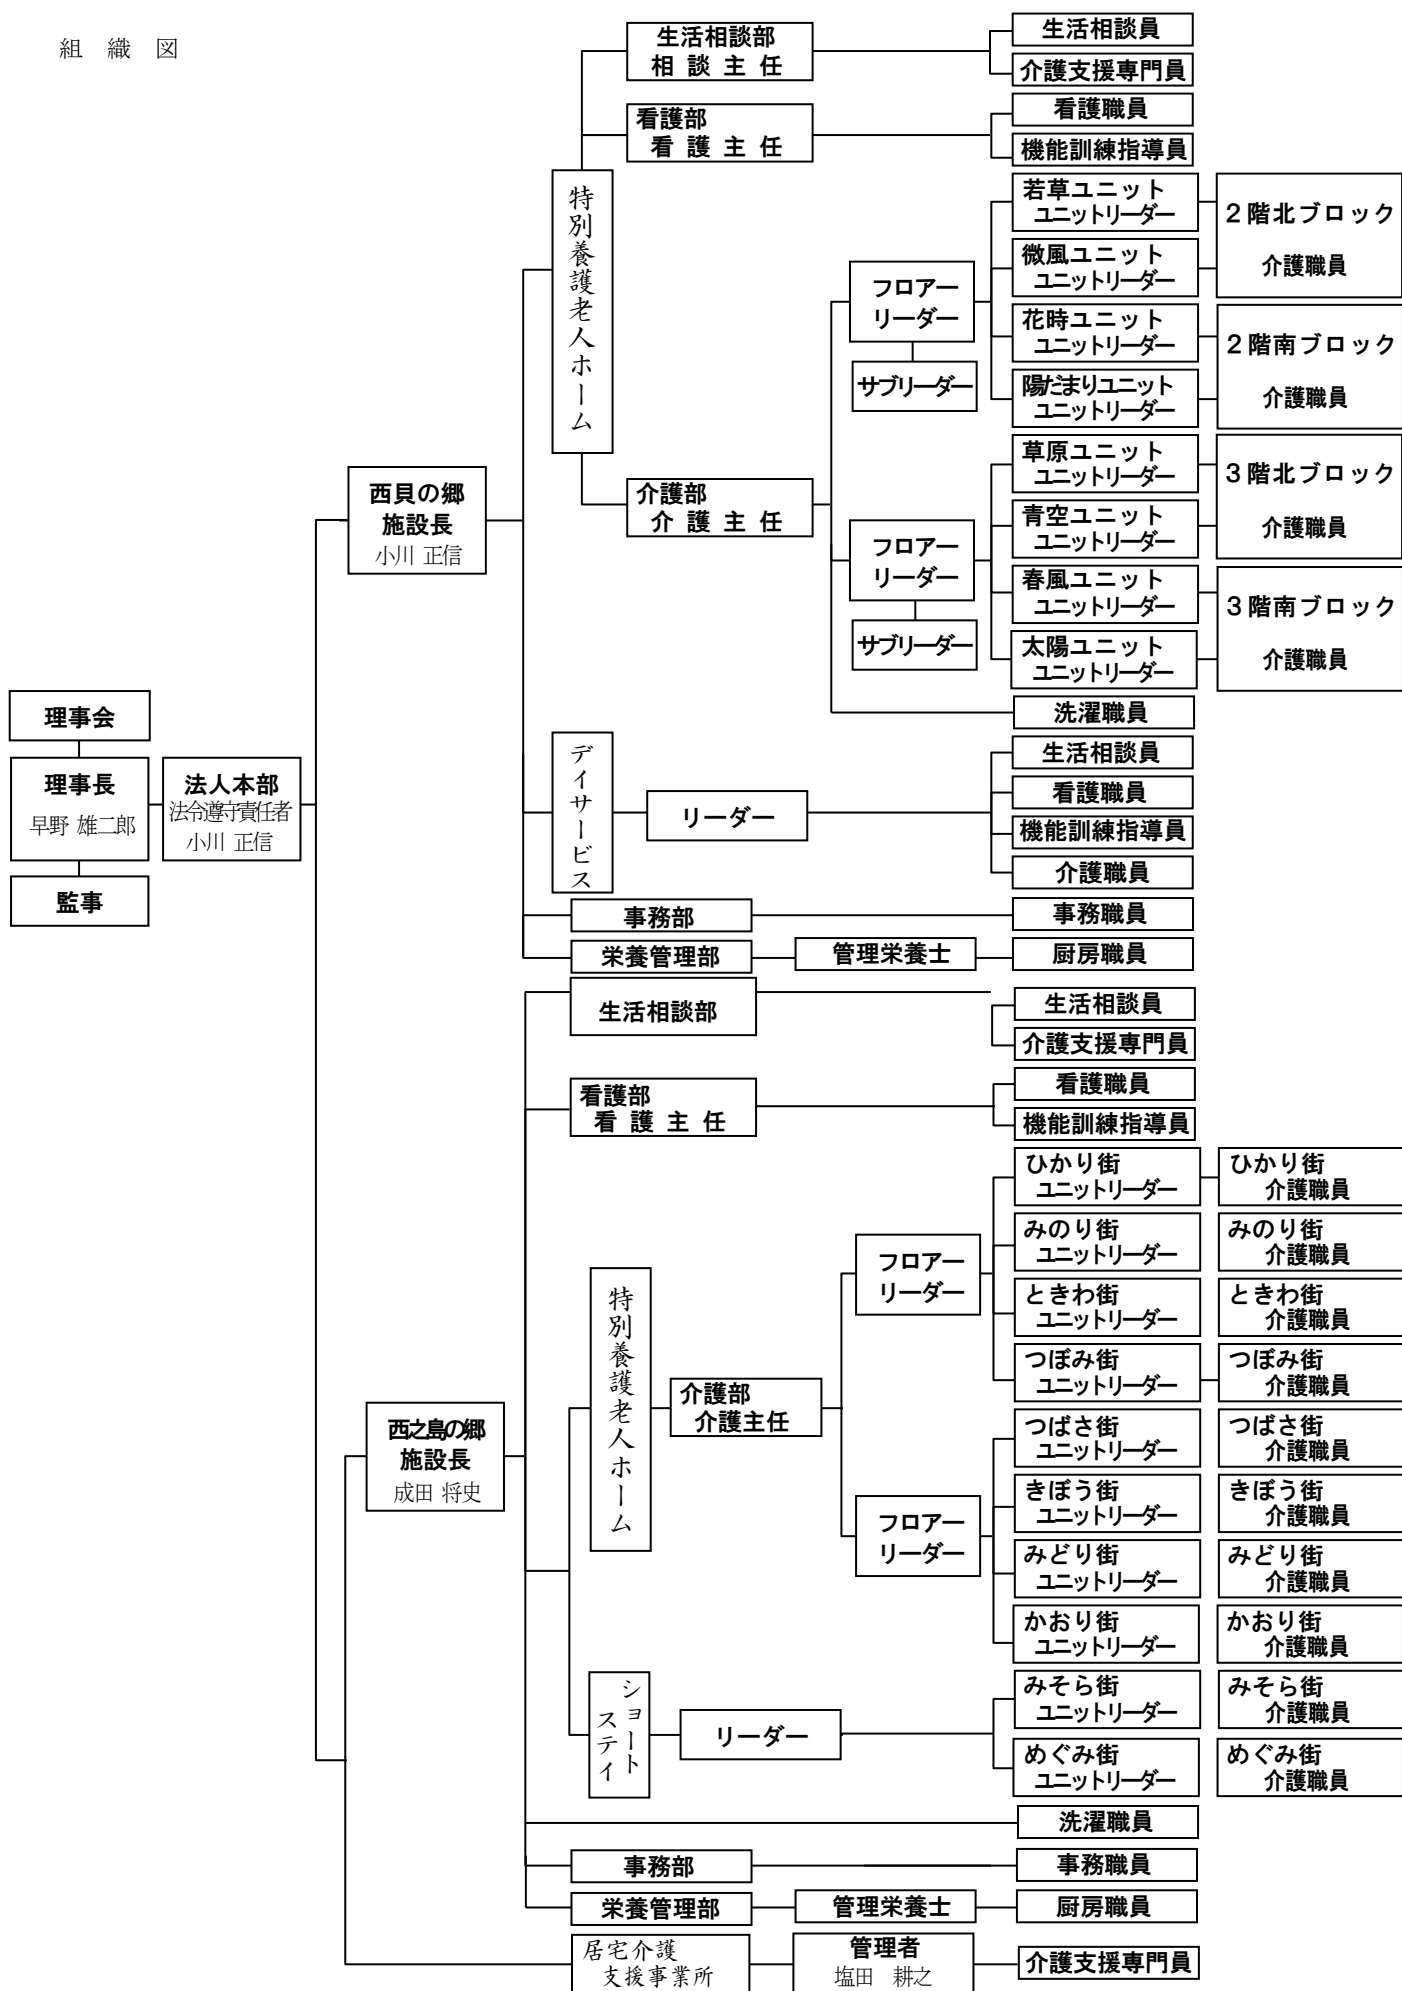 組織図
理事会
理事長
早野 雄二郎
監事
法人本部
法令遵守責任者
小川 正信
西貝の郷
施設長
小川 正信
特別養護老人ホーム
生活相談部
相談主任
生活相談員
介護支援専門員
看護部
看護主任
看護職員
機能訓練指導員
介護部
介護主任
フロアー
リーダー
サブリーダー
若草ユニット
ユニットリーダー
微風ユニット
ユニットリーダー
2階北ブロック
介護職員
花時ユニット
ユニットリーダー
陽だまりユニット
ユニットリーダー
2階南ブロック
介護職員
フロアー
リーダー
サブリーダー
草原ユニット
ユニットリーダー
青空ユニット
ユニットリーダー
3階北ブロック
介護職員
春風ユニット
ユニットリーダー
太陽ユニット
ユニットリーダー
3階南ブロック
介護職員
洗濯職員
デイサービス
リーダー
生活相談員
看護職員
機能訓練指導員
介護職員
事務部
事務職員
栄養管理部
管理栄養士
厨房職員
西之島の郷
施設長
成田 将史
生活相談部
生活相談員
介護支援専門員
看護部
看護主任
看護職員
機能訓練指導員
特別養護老人ホーム
介護部
介護主任
フロアー
リーダー
ひかり街
ユニットリーダー
ひかり街
介護職員
みのり街
ユニットリーダー
みのり街
介護職員
ときわ街
ユニットリーダー
ときわ街
介護職員
つぼみ街
ユニットリーダー
つぼみ街
介護職員
フロアー
リーダー
つばさ街
ユニットリーダー
つばさ街
介護職員
きぼう街
ユニットリーダー
きぼう街
介護職員
みどり街
ユニットリーダー
みどり街
介護職員
かおり街
ユニットリーダー
かおり街
介護職員
ショート
ステイ
リーダー
みそら街
ユニットリーダー
みそら街
介護職員
めぐみ街
ユニットリーダー
めぐみ街
介護職員
洗濯職員
事務部
事務職員
栄養管理部
管理栄養士
厨房職員
居宅介護
支援事業所
管理者
塩田 耕之
介護支援専門員